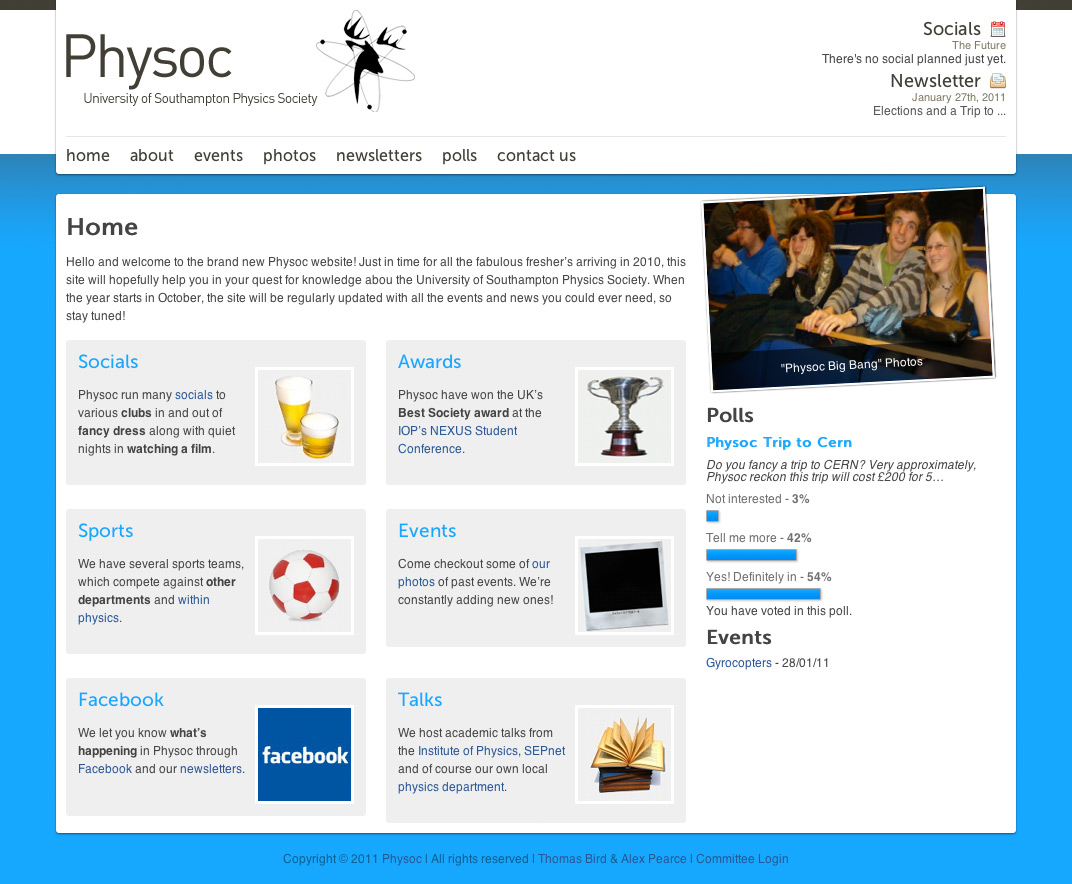 Physoc
University of Southampton Physics Society
Socials
The Future
There's no social planned just yet.
Newsletter
January 27th, 2011
Elections and a Trip to ...
home about events photos newsletters polls contact us
Home
Hello and welcome to the brand new Physoc website! Just in time for all the fabulous fresher's arriving in 2010, this
site will hopefully help you in your quest for knowledge abou the University of Southampton Physics Society. When
the year starts in October, the site will be regularly updated with all the events and news you could ever need, so
stay tuned!
Socials
Physoc run many socials to
various clubs in and out of
fancy dress along with quiet
nights in watching a film.
Awards
Physoc have won the UK's
Best Society award at the
IOP's NEXUS Student
Conference.
Sports
We have several sports teams,
which compete against other
departments and within
physics.
Events
Come checkout some of our
photos of past events. We're
constantly adding new ones!
Facebook
We let you know what's
happening in Physoc through
Facebook and our newsletters.
facebook
Talks
We host academic talks from
the Institute of Physics, SEPnet
and of course our own local
physics department.
"Physoc Big Bang" Photos
Polls
Physoc Trip to Cern
Do you fancy a trip to CERN? Very approximately,
Physoc reckon this trip will cost £200 for 5…
Not interested - 3%
Tell me more - 42%
Yes! Definitely in - 54%
You have voted in this poll.
Events
Gyrocopters - 28/01/11
Copyright © 2011 Physoc | All rights reserved | Thomas Bird & Alex Pearce | Committee Login